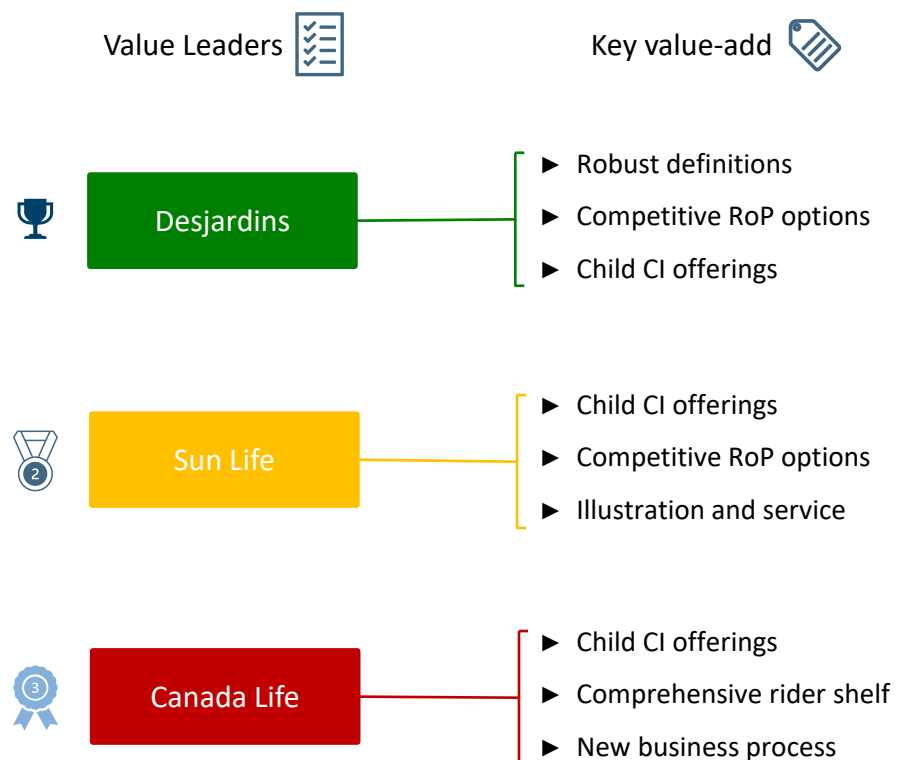 Value Leaders
Key value-add
Desjardins
► Robust definitions
► Competitive RoP options
► Child CI offerings
2
Sun Life
► Child CI offerings
► Competitive RoP options
► Illustration and service
3
Canada Life
► Child CI offerings
► Comprehensive rider shelf
► New business process